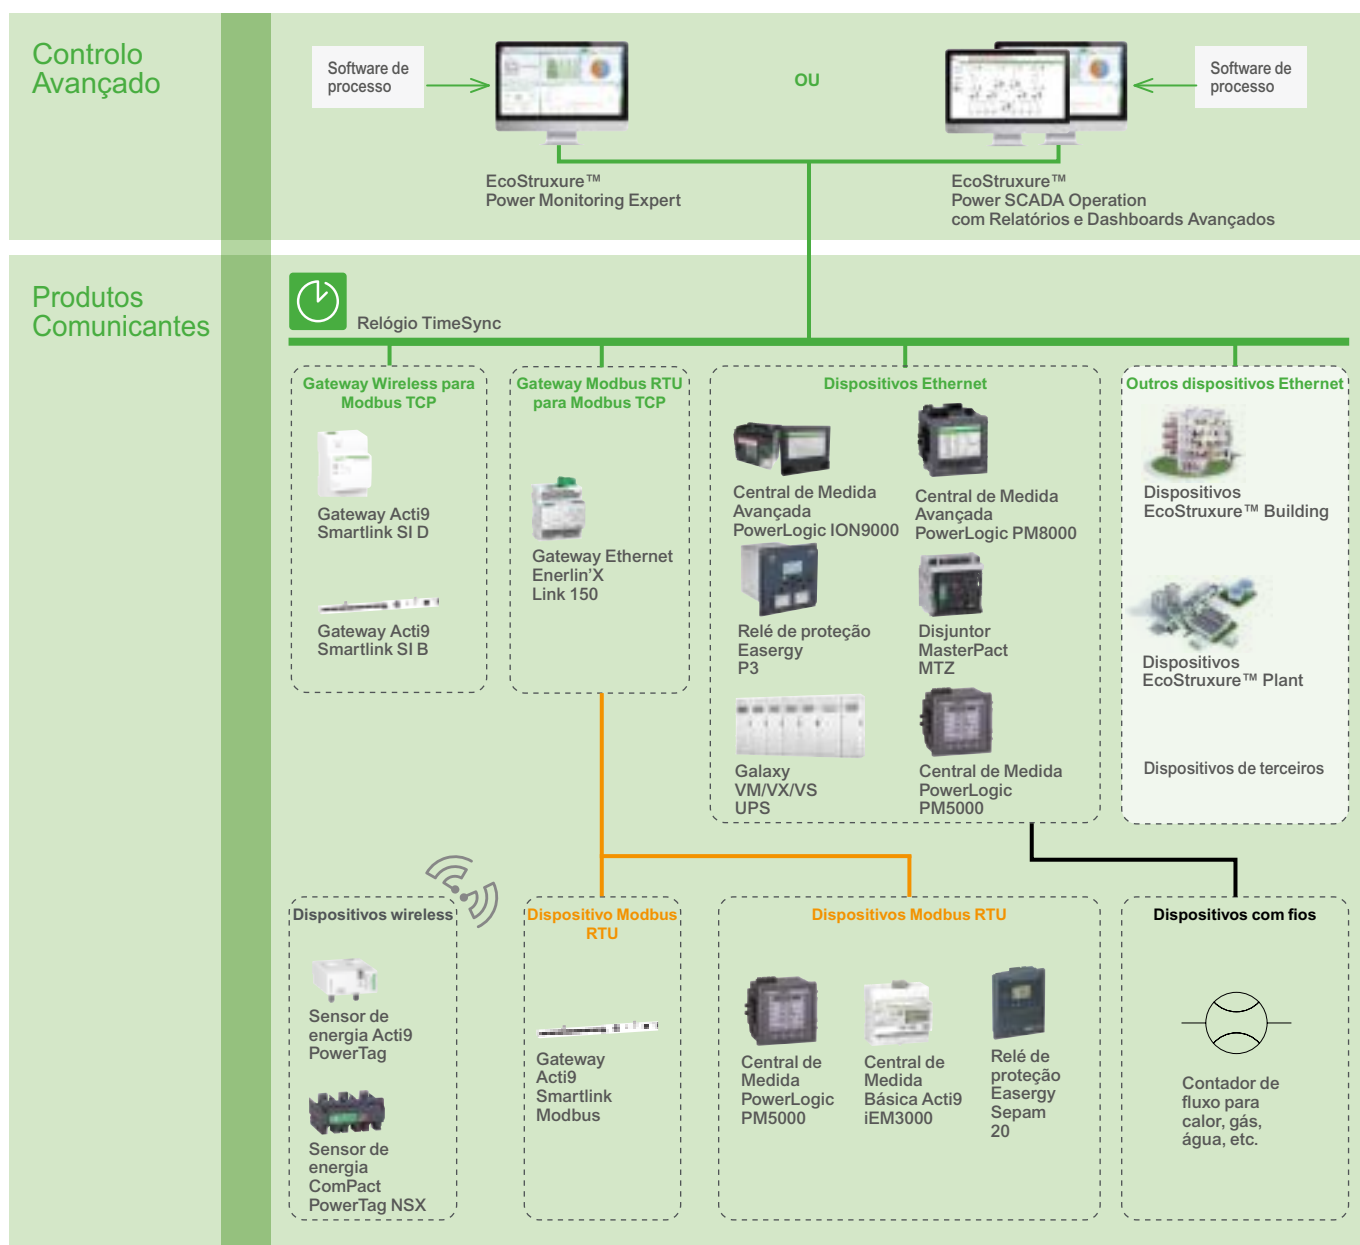 Controlo
Avançado
Software de
processo
OU
Software de
processo
EcoStruxure™
Power Monitoring Expert
EcoStruxure™
Power SCADA Operation
com Relatórios e Dashboards Avançados
Produtos
Comunicantes
Relógio TimeSync
Gateway Wireless para
Modbus TCP
Gateway Acti9
Smartlink SI D
Gateway Acti9
Smartlink SI B
Gateway Modbus RTU
para Modbus TCP
Gateway Ethernet
Enerlin'X
Link 150
Dispositivos Ethernet
Central de Medida
Avançada
PowerLogic ION9000
Central de Medida
Avançada
PowerLogic PM8000
Relé de proteção
Easergy
P3
Disjuntor
MasterPact
MTZ
Galaxy
VM/VX/VS
UPS
Central de Medida
PowerLogic
PM5000
Outros dispositivos Ethernet
Dispositivos
EcoStruxure™ Building
Dispositivos
EcoStruxure™ Plant
Dispositivos de terceiros
Dispositivos wireless
Sensor de
energia Acti9
PowerTag
Sensor de
energia
ComPact
PowerTag NSX
Dispositivo Modbus
RTU
Gateway
Acti9
Smartlink
Modbus
Dispositivos Modbus RTU
Central de
Medida
PowerLogic
PM5000
Central de
Medida
Básica Acti9
iEM3000
Relé de
proteção
Easergy
Sepam
20
Dispositivos com fios
Contador de
fluxo para
calor, gás,
água, etc.